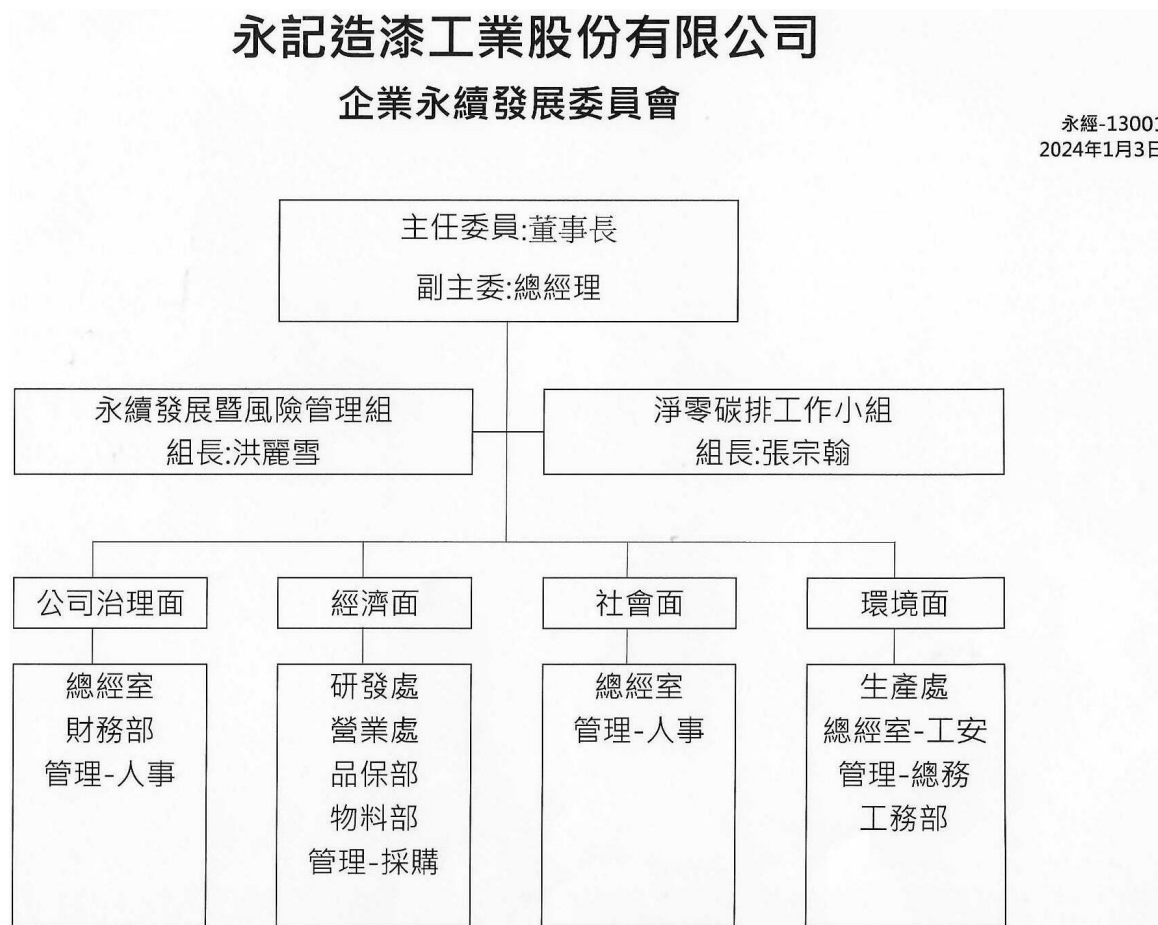 永記造漆工業股份有限公司
企業永續發展委員會
永經-13001
2024年1月3日
主任委員:董事長
副主委:總經理
永續發展暨風險管理組
組長:洪麗雪
淨零碳排工作小組
組長:張宗翰
公司治理面
總經室
財務部
管理-人事
經濟面
研發處
營業處
品保部
物料部
管理-採購
社會面
總經室
管理-人事
環境面
生產處
總經室-工安
管理-總務
工務部